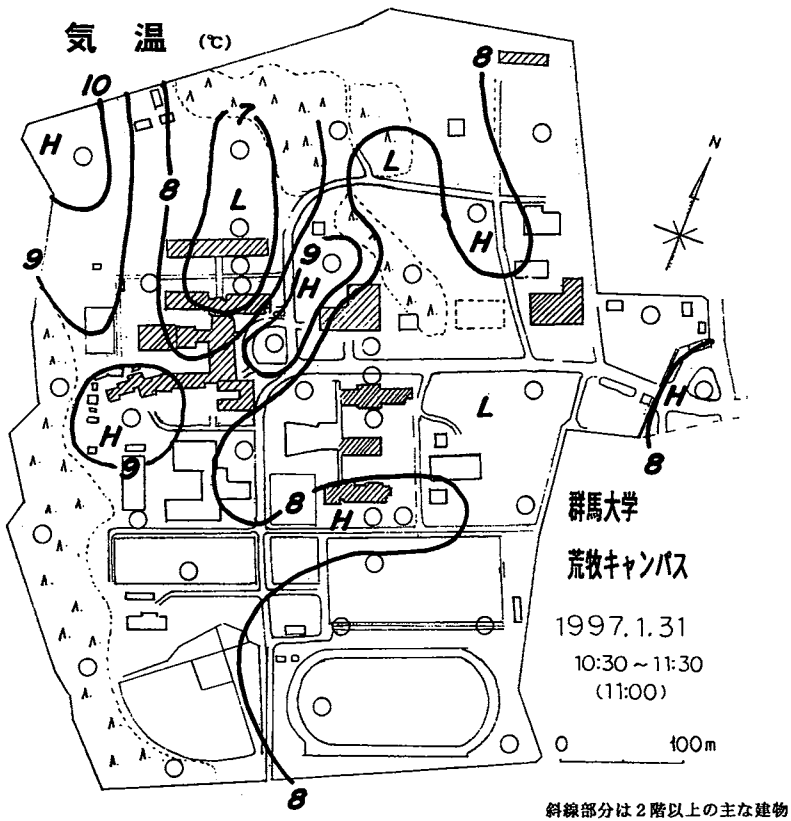 気 温 (℃)
10
8
7
H
L
8
L
H
9
9
H
N
L
H
H
9
8
H
8
群馬大学
荒牧キャンパス
1997.1.31
10:30～11:30
(11:00)
0 100m
8
斜線部分は2階以上の主な建物